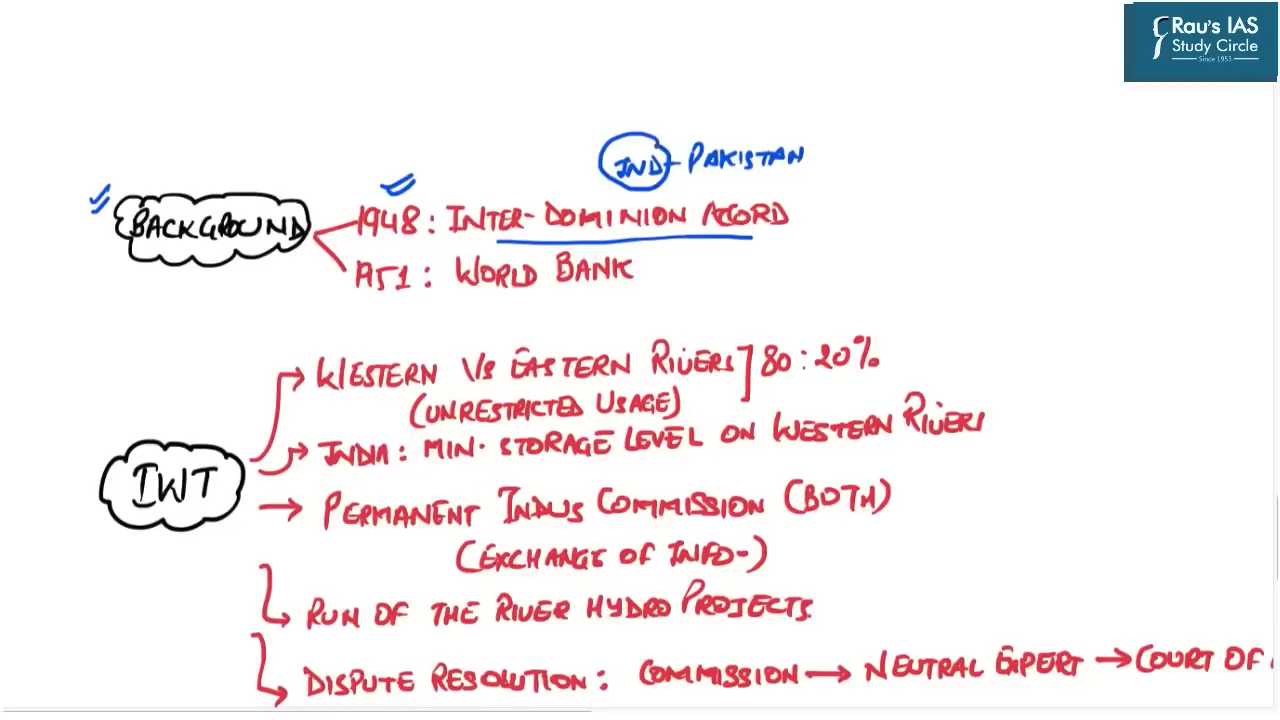 Rau's IAS
Study Circle
Since 1953
IND - PAKISTAN
BACKGROUND
1948 : INTER-DOMINION ACORD
1951 : WORLD BANK
WESTERN V/s EASTERN RIVERS] 80 : 20%
(UNRESTRICTED USAGE)
INDIA : MIN. STORAGE LEVEL ON WESTERN RIVERS
IWT
PERMANENT INDUS COMMISSION (BOTH)
(EXCHANGE OF INFO-)
RUN OF THE RIVER HYDRO PROJECTS
DISPUTE RESOLUTION : COMMISSION → NEUTRAL EXPERT → COURT OF